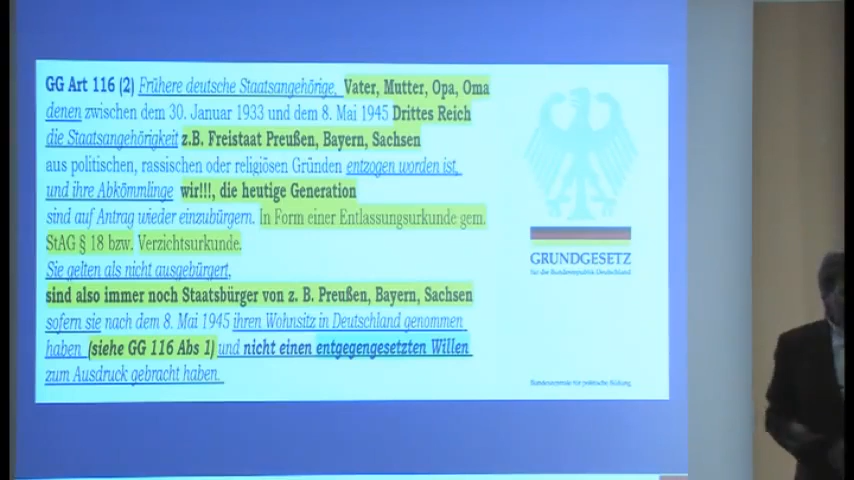 GG Art 116 (2) Frühere deutsche Staatsangehörige, Vater, Mutter, Opa, Oma
denen zwischen dem 30. Januar 1933 und dem 8. Mai 1945 Drittes Reich
die Staatsangehörigkeit z.B. Freistaat Preußen, Bayern, Sachsen
aus politischen, rassischen oder religiösen Gründen entzogen worden ist,
und ihre Abkömmlinge wir!!!, die heutige Generation
sind auf Antrag wieder einzubürgern. In Form einer Entlassungsurkunde gem.
StAG § 18 bzw. Verzichtsurkunde.
Sie gelten als nicht ausgebürgert,
sind also immer noch Staatsbürger von z. B. Preußen, Bayern, Sachsen
sofern sie nach dem 8. Mai 1945 ihren Wohnsitz in Deutschland genommen
haben (siehe GG 116 Abs 1) und nicht einen entgegengesetzten Willen
zum Ausdruck gebracht haben.
GRUNDGESETZ
für die Bundesrepublik Deutschland
Bundeszentrale für politische Bildung